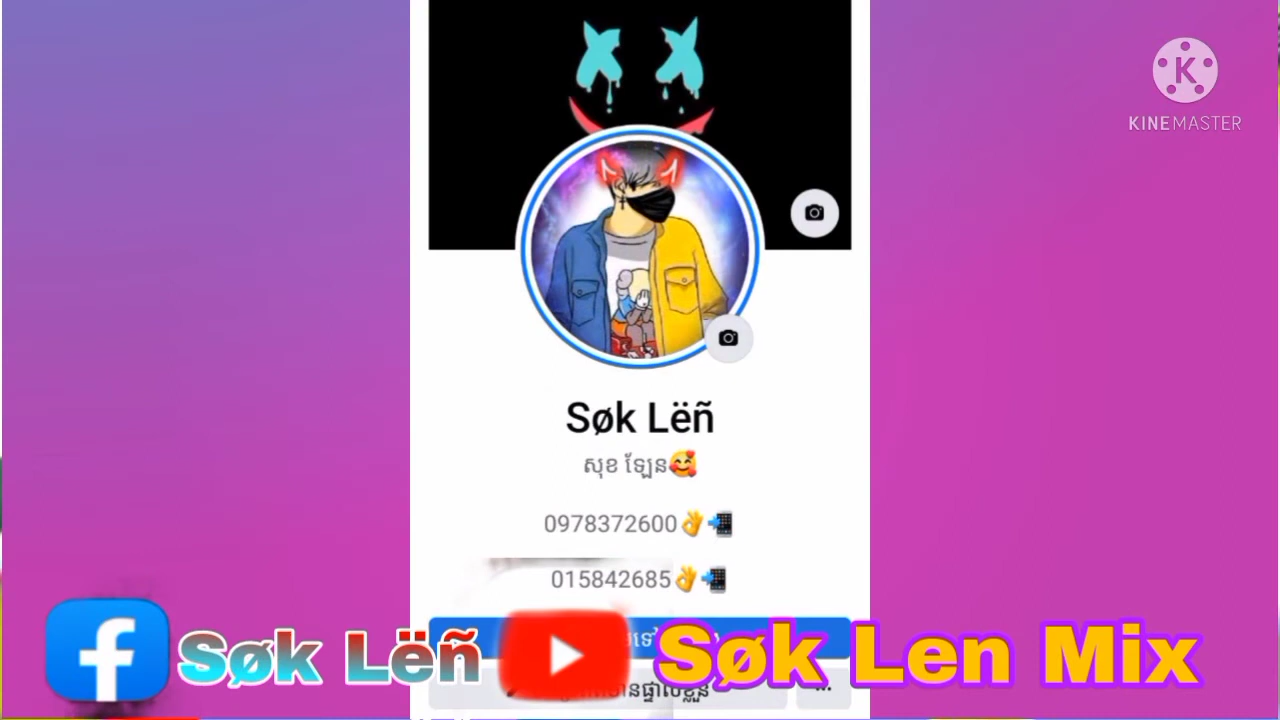 K
KINEMASTER
Søk Lëñ
សុខ ឡែន🥰
0978372600👌📲
015842685👌📲
Søk Lëñ
Søk Len Mix